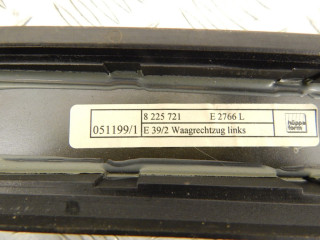 8 225 721 E 2766 L
051199/1 E 39/2 Waagrechtzug links
hüppe
form